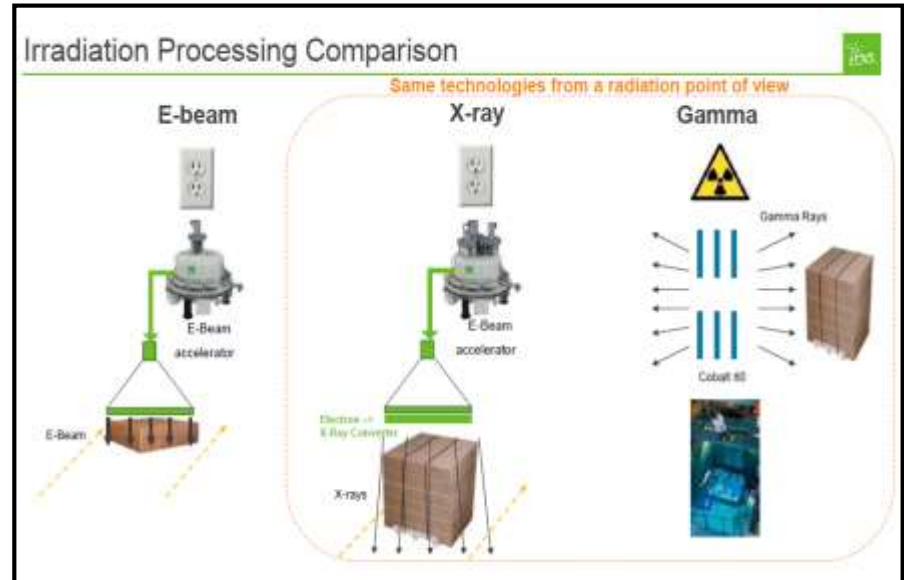 Irradiation Processing Comparison
iba
Same technologies from a radiation point of view
E-beam
X-ray
Gamma
Gamma Rays
E-Beam
accelerator
E-Beam
accelerator
Cobalt 60
Electron ->
X-Ray Converter
E-Beam
X-rays